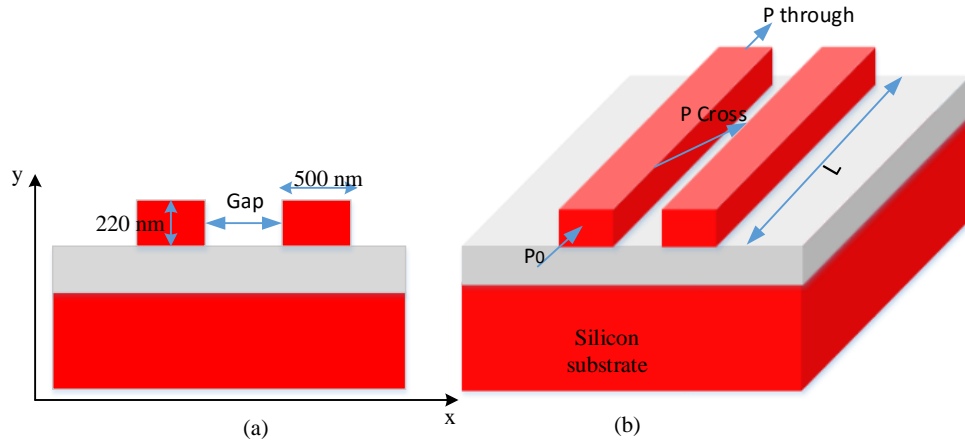 y
220 nm
Gap
500 nm
x
(a)
P through
P Cross
L
P0
Silicon
substrate
(b)